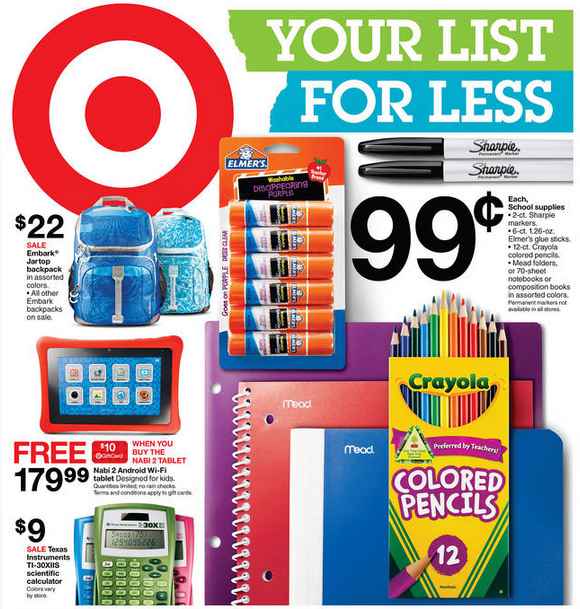 YOUR LIST
FOR LESS
Sharpie.
Permanent Marker
Sharpie.
Permanent Marker
ELMER'S
Washable
DISAPPEARING
PURPLE
Goes on PURPLE DRIES CLEAR
99¢
Each,
School supplies
• 2-ct. Sharpie
markers.
• 6-ct. 1.26-oz.
Elmer's glue sticks.
• 12-ct. Crayola
colored pencils.
• Mead folders,
or 70-sheet
notebooks or
composition books
in assorted colors.
Permanent markers not
available in all stores.
$22
SALE
Embark®
Jartop
backpack
in assorted
colors.
• All other
Embark
backpacks
on sale.
FREE
$10
GiftCard
WHEN YOU
BUY THE
NABI 2 TABLET
179.99
Nabi 2 Android Wi-Fi
tablet Designed for kids.
Quantities limited; no rain checks.
Terms and conditions apply to gift cards.
$9
SALE Texas
Instruments
TI-30XIIS
scientific
calculator
Colors vary
by store.
TI-30X IIS
Mead
Mead
Crayola
Preferred by Teachers!
COLORED
PENCILS
12